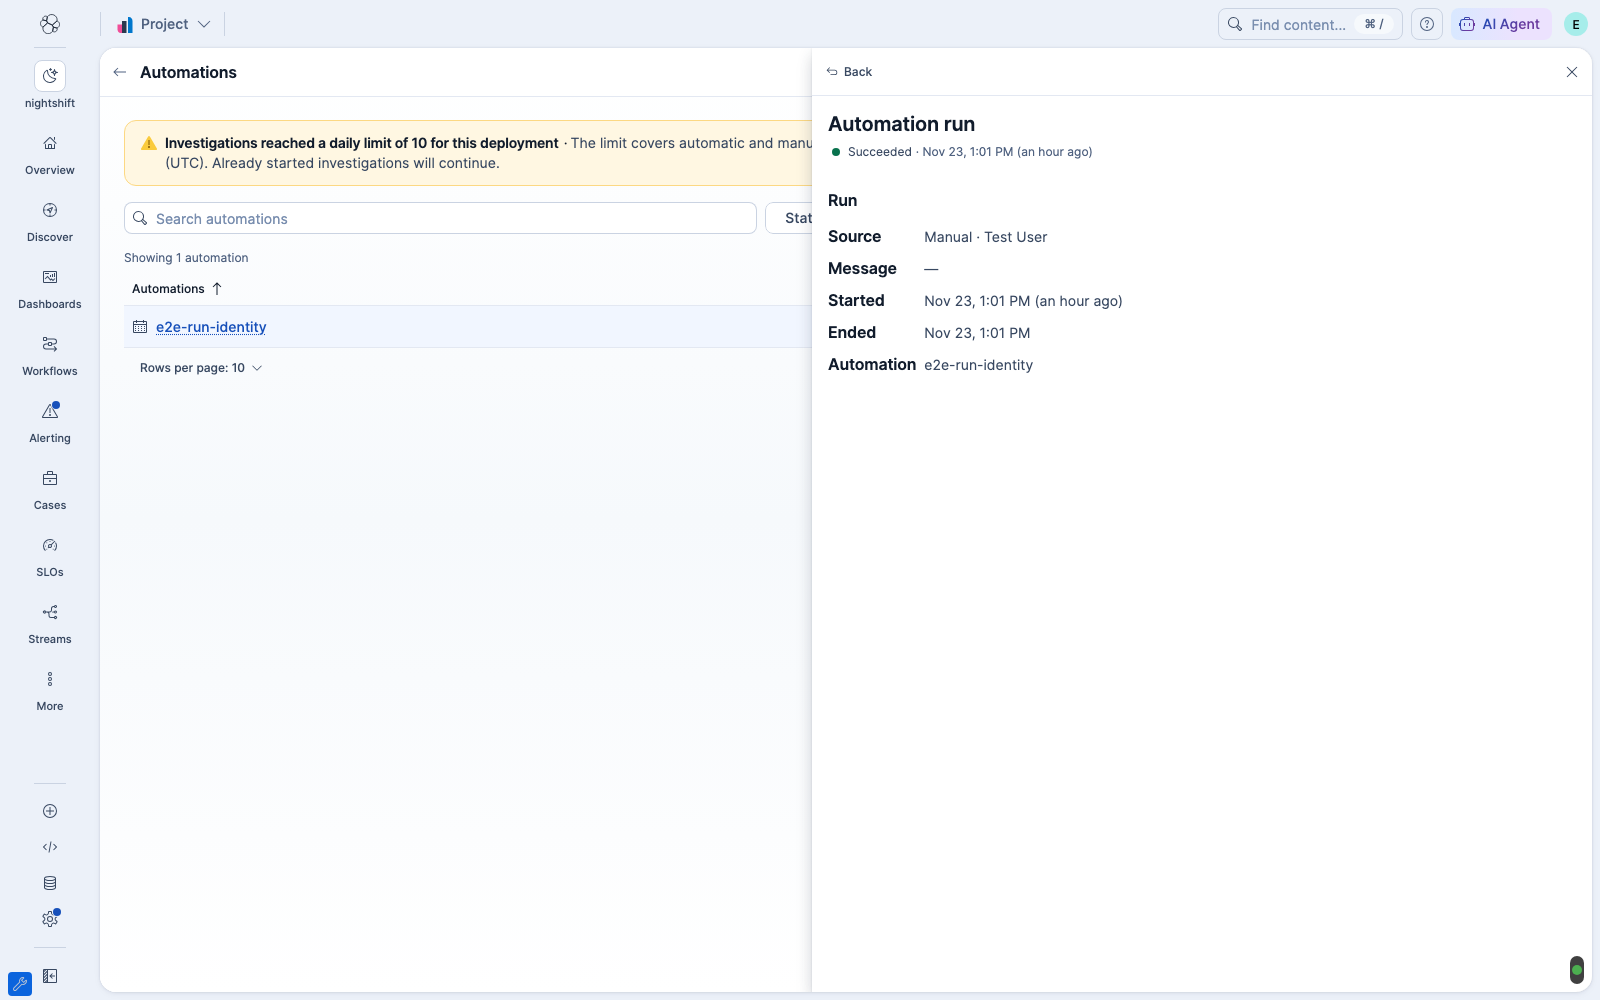 Project
Find content...
⌘ /
AI Agent
E
nightshift
Overview
Discover
Dashboards
Workflows
Alerting
Cases
SLOs
Streams
More
Automations
Investigations reached a daily limit of 10 for this deployment · The limit covers automatic and manu
(UTC). Already started investigations will continue.
Search automations
Stat
Showing 1 automation
Automations
e2e-run-identity
Rows per page: 10
Back
Automation run
Succeeded · Nov 23, 1:01 PM (an hour ago)
Run
Source Manual · Test User
Message —
Started Nov 23, 1:01 PM (an hour ago)
Ended Nov 23, 1:01 PM
Automation e2e-run-identity